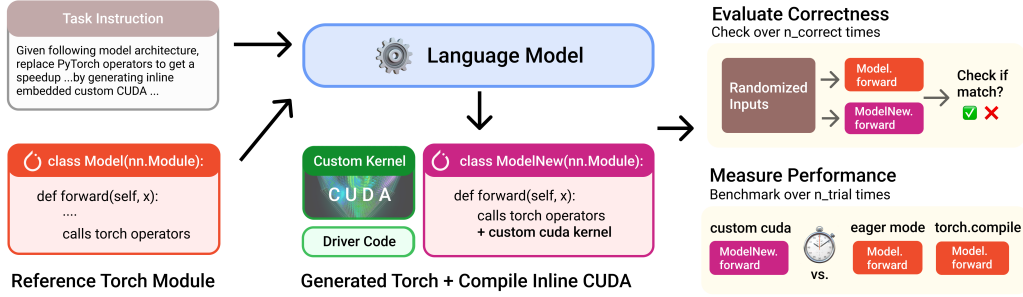 Task Instruction
Given following model architecture,
replace PyTorch operators to get a
speedup ...by generating inline
embedded custom CUDA ...
class Model(nn.Module):
def forward(self, x):
....
calls torch operators
Reference Torch Module
Language Model
Custom Kernel
CUDA
Driver Code
class ModelNew(nn.Module):
def forward(self, x):
calls torch operators
+ custom cuda kernel
Generated Torch + Compile Inline CUDA
Evaluate Correctness
Check over n_correct times
Randomized
Inputs
Model.
forward
ModelNew.
forward
Check if
match?
Measure Performance
Benchmark over n_trial times
custom cuda
ModelNew.
forward
vs.
eager mode
Model.
forward
torch.compile
Model.
forward